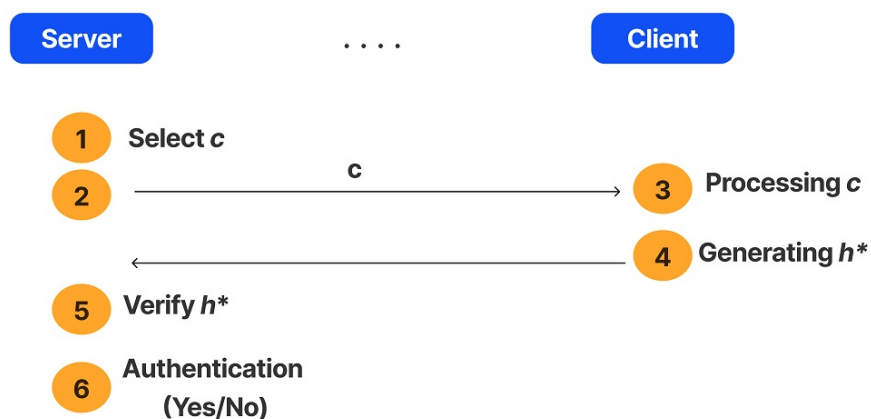 Server
. . . .
Client
1 Select c
2
c
3 Processing c
4 Generating h*
5 Verify h*
6 Authentication
(Yes/No)